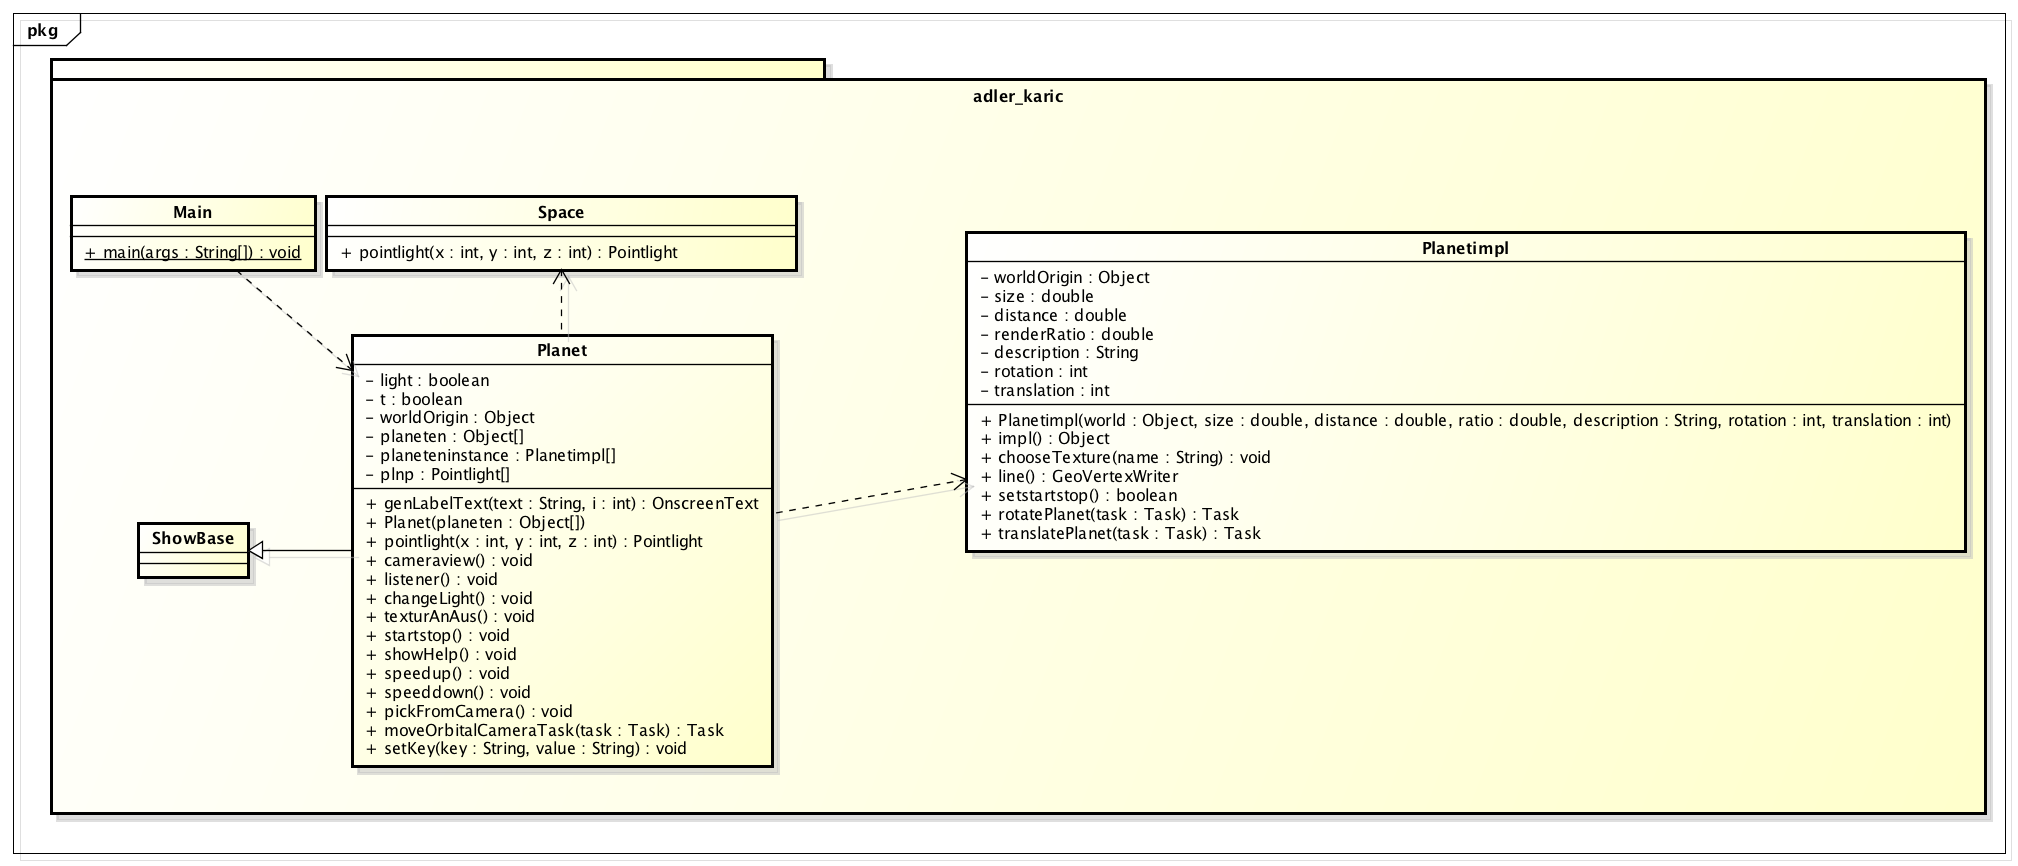 pkg
adler_karic
Main
+ main(args : String[]) : void
Space
+ pointlight(x : int, y : int, z : int) : Pointlight
Planetimpl
- worldOrigin : Object
- size : double
- distance : double
- renderRatio : double
- description : String
- rotation : int
- translation : int
+ Planetimpl(world : Object, size : double, distance : double, ratio : double, description : String, rotation : int, translation : int)
+ impl() : Object
+ chooseTexture(name : String) : void
+ line() : GeoVertexWriter
+ setstartstop() : boolean
+ rotatePlanet(task : Task) : Task
+ translatePlanet(task : Task) : Task
Planet
- light : boolean
- t : boolean
- worldOrigin : Object
- planeten : Object[]
- planeteninstance : Planetimpl[]
- plnp : Pointlight[]
+ genLabelText(text : String, i : int) : OnscreenText
+ Planet(planeten : Object[])
+ pointlight(x : int, y : int, z : int) : Pointlight
+ cameraview() : void
+ listener() : void
+ changeLight() : void
+ texturAnAus() : void
+ startstop() : void
+ showHelp() : void
+ speedup() : void
+ speeddown() : void
+ pickFromCamera() : void
+ moveOrbitalCameraTask(task : Task) : Task
+ setKey(key : String, value : String) : void
ShowBase